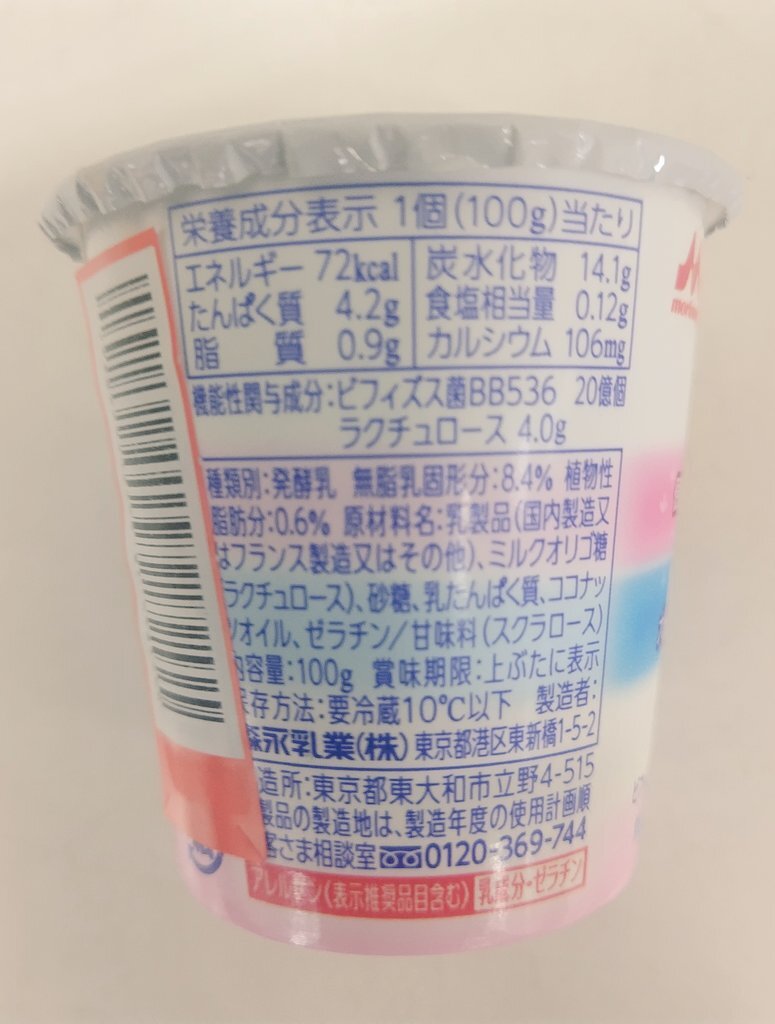 栄養成分表示 1個(100g)当たり
エネルギー 72kcal 炭水化物 14.1g
たんぱく質 4.2g 食塩相当量 0.12g
脂 質 0.9g カルシウム 106mg
機能性関与成分:ビフィズス菌BB536 20億個
ラクチュロース 4.0g
種類別:発酵乳 無脂乳固形分:8.4% 植物性
脂肪分:0.6% 原材料名:乳製品(国内製造又
はフランス製造又はその他)、ミルクオリゴ糖
ラクチュロース)、砂糖、乳たんぱく質、ココナッ
ツオイル、ゼラチン/甘味料(スクラロース)
内容量:100g 賞味期限:上ぶたに表示
存方法:要冷蔵10℃以下 製造者:
森永乳業(株)東京都港区東新橋1-5-2
造所:東京都東大和市立野4-515
製品の製造地は、製造年度の使用計画順
客さま相談室 0120-369-744
アレルゲン(表示推奨品目含む) 乳成分・ゼラチン